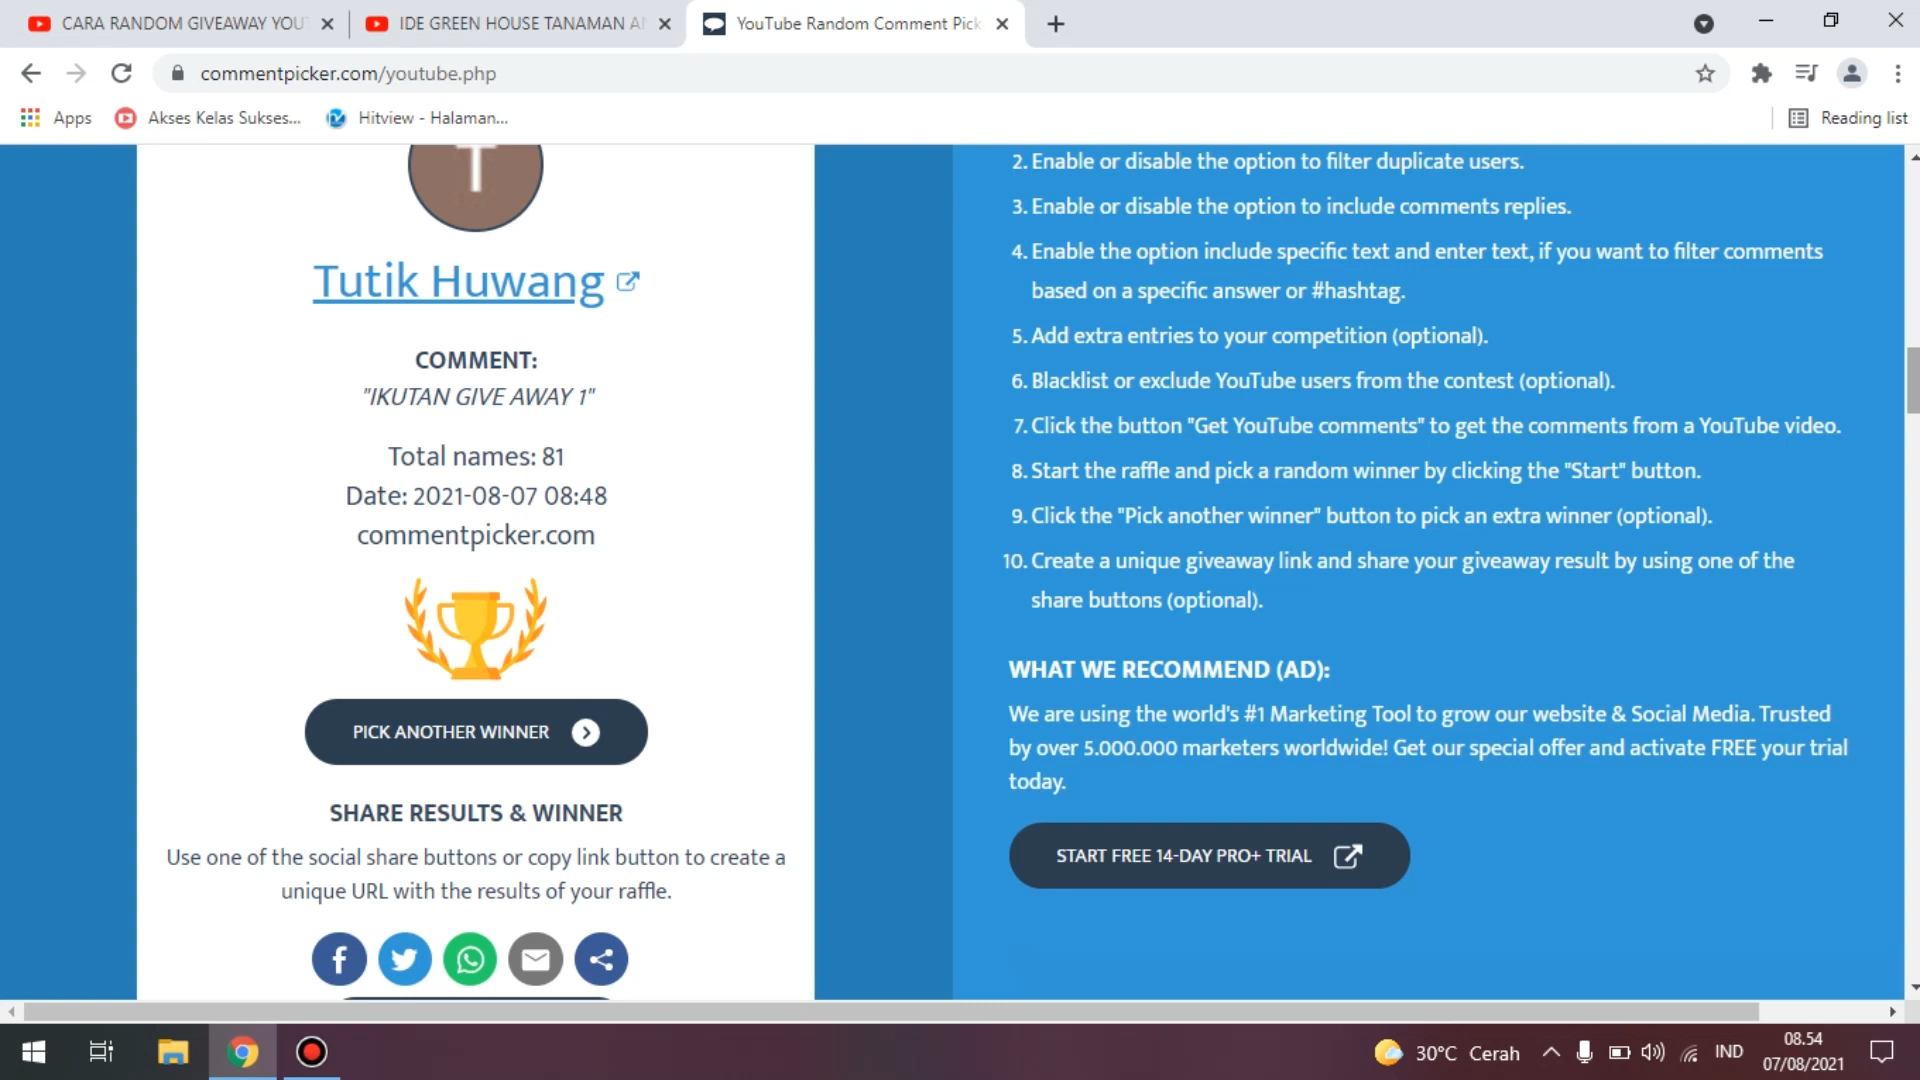 CARA RANDOM GIVEAWAY YOU
IDE GREEN HOUSE TANAMAN A
YouTube Random Comment Pick
commentpicker.com/youtube.php
Apps
Akses Kelas Sukses...
Hitview - Halaman...
Reading list
T
Tutik Huwang
COMMENT:
"IKUTAN GIVE AWAY 1"
Total names: 81
Date: 2021-08-07 08:48
commentpicker.com
PICK ANOTHER WINNER
SHARE RESULTS & WINNER
Use one of the social share buttons or copy link button to create a
unique URL with the results of your raffle.
2. Enable or disable the option to filter duplicate users.
3. Enable or disable the option to include comments replies.
4. Enable the option include specific text and enter text, if you want to filter comments
based on a specific answer or #hashtag.
5. Add extra entries to your competition (optional).
6. Blacklist or exclude YouTube users from the contest (optional).
7. Click the button "Get YouTube comments" to get the comments from a YouTube video.
8. Start the raffle and pick a random winner by clicking the "Start" button.
9. Click the "Pick another winner" button to pick an extra winner (optional).
10. Create a unique giveaway link and share your giveaway result by using one of the
share buttons (optional).
WHAT WE RECOMMEND (AD):
We are using the world's #1 Marketing Tool to grow our website & Social Media. Trusted
by over 5.000.000 marketers worldwide! Get our special offer and activate FREE your trial
today.
START FREE 14-DAY PRO+ TRIAL
30°C Cerah
IND
08.54
07/08/2021